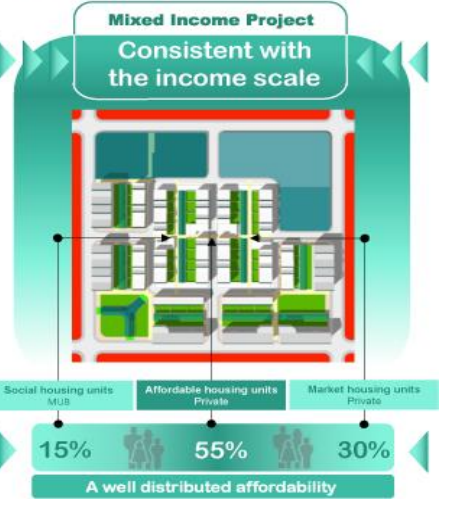 Mixed Income Project
Consistent with
the income scale
Social housing units
MUB
Affordable housing units
Private
Market housing units
Private
15%
55%
30%
A well distributed affordability